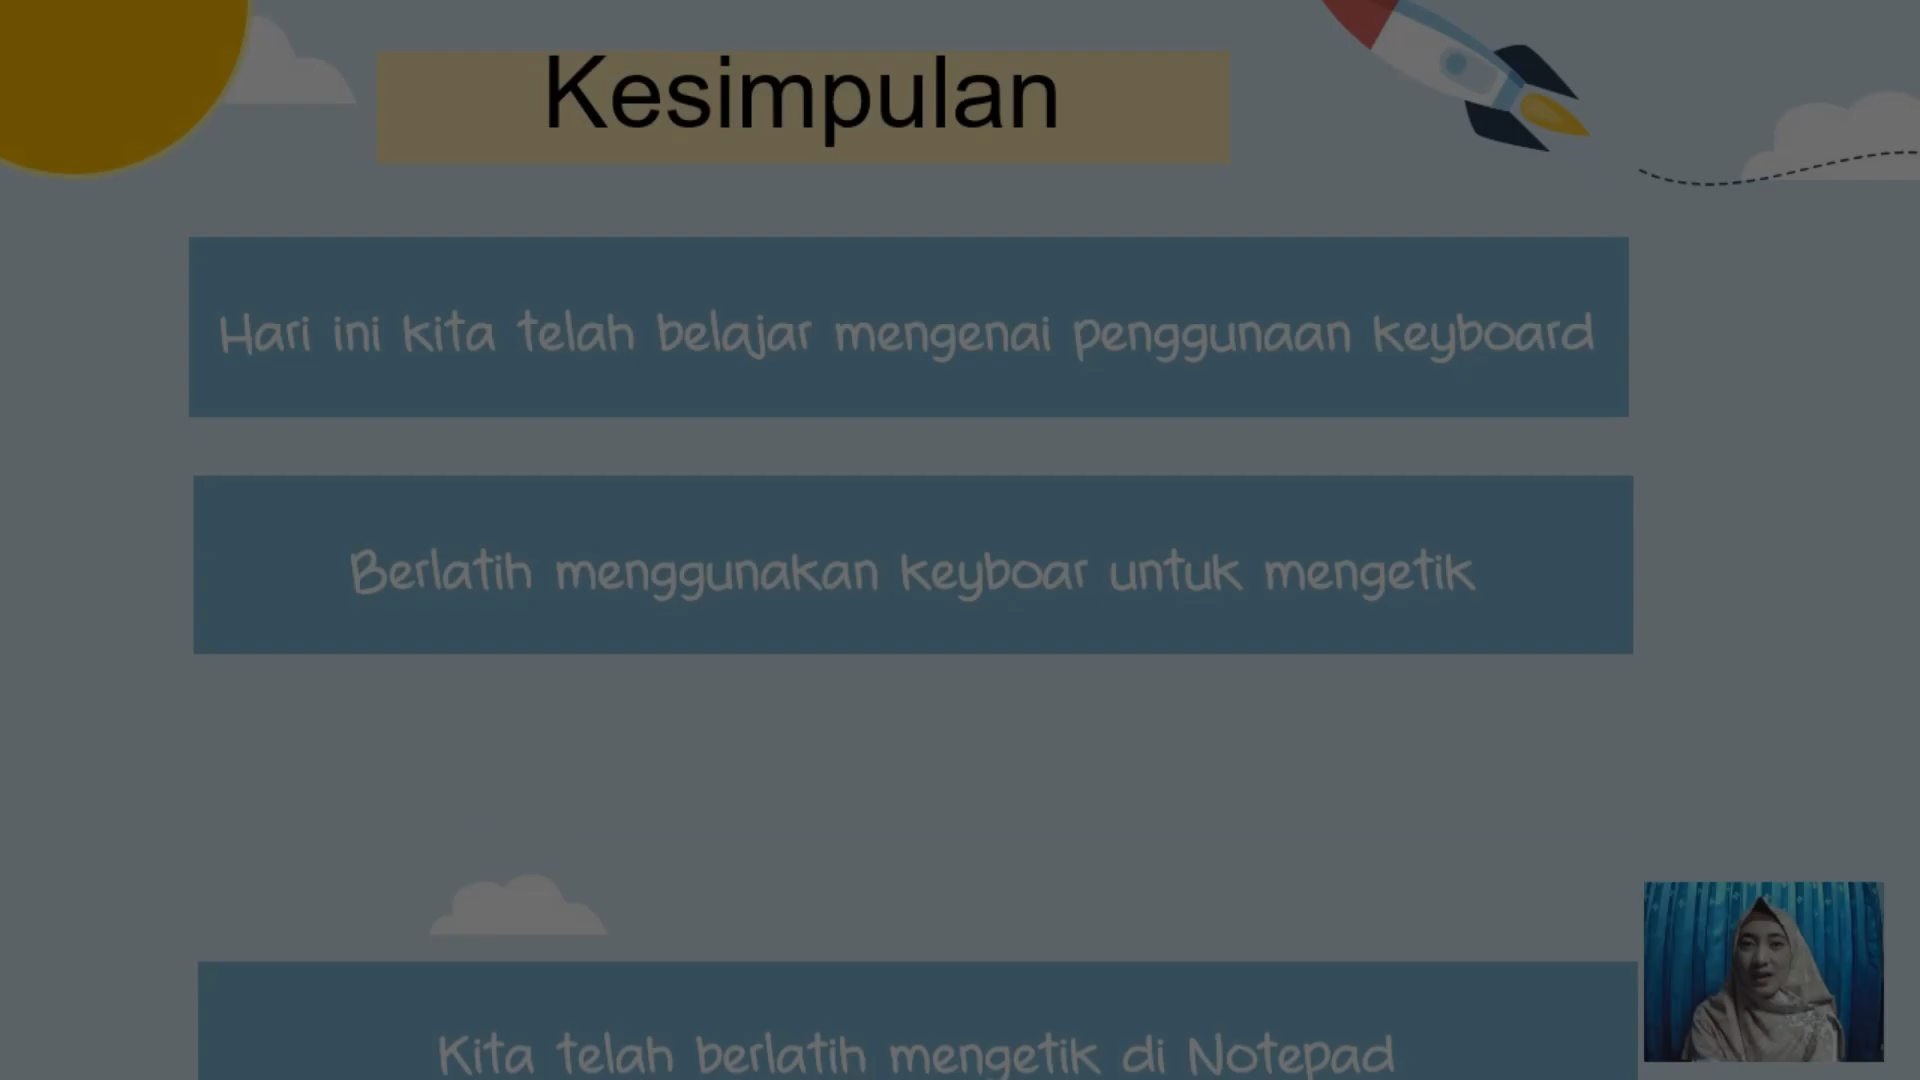 Kesimpulan
Hari ini kita telah belajar mengenai penggunaan keyboard
Berlatih menggunakan keyboar untuk mengetik
Kita telah berlatih mengetik di Notepad